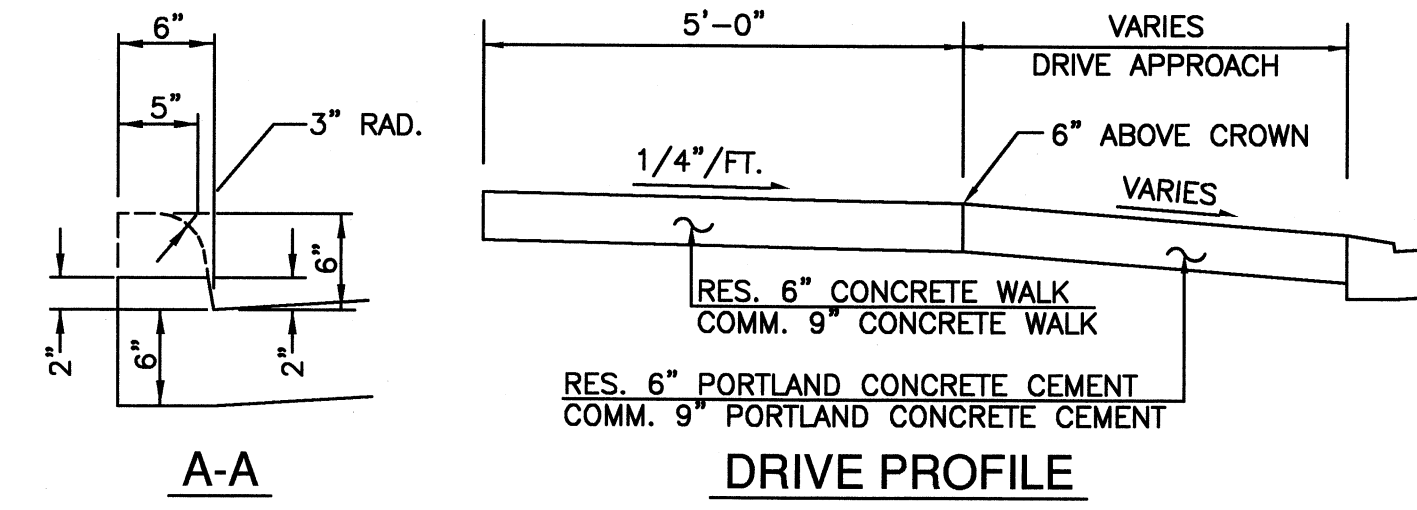 6”
5”
3” RAD.
6”
2”
6”
2”
A-A
5’-0”
VARIES
DRIVE APPROACH
6” ABOVE CROWN
1/4”/FT.
VARIES
RES. 6” CONCRETE WALK
COMM. 9” CONCRETE WALK
RES. 6” PORTLAND CONCRETE CEMENT
COMM. 9” PORTLAND CONCRETE CEMENT
DRIVE PROFILE